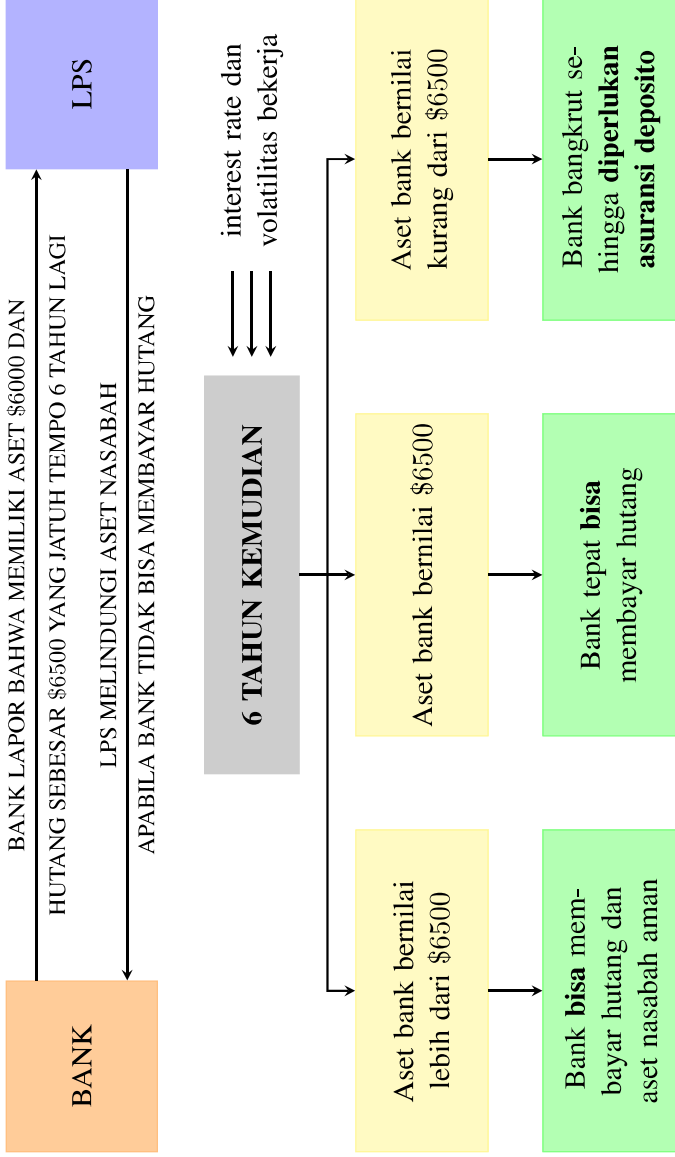 BANK
BANK LAPOR BAHWA MEMILIKI ASET $6000 DAN
HUTANG SEBESAR $6500 YANG JATUH TEMPO 6 TAHUN LAGI
LPS MELINDUNGI ASET NASABAH
APABILA BANK TIDAK BISA MEMBAYAR HUTANG
LPS
6 TAHUN KEMUDIAN
interest rate dan
volatilitas bekerja
Aset bank bernilai
lebih dari $6500
Aset bank bernilai $6500
Aset bank bernilai
kurang dari $6500
Bank bisa mem-
bayar hutang dan
aset nasabah aman
Bank tepat bisa
membayar hutang
Bank bangkrut se-
hingga diperlukan
asuransi deposito